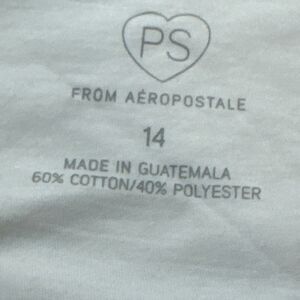 PS
FROM AÉROPOSTALE
14
MADE IN GUATEMALA
60% COTTON/40% POLYESTER